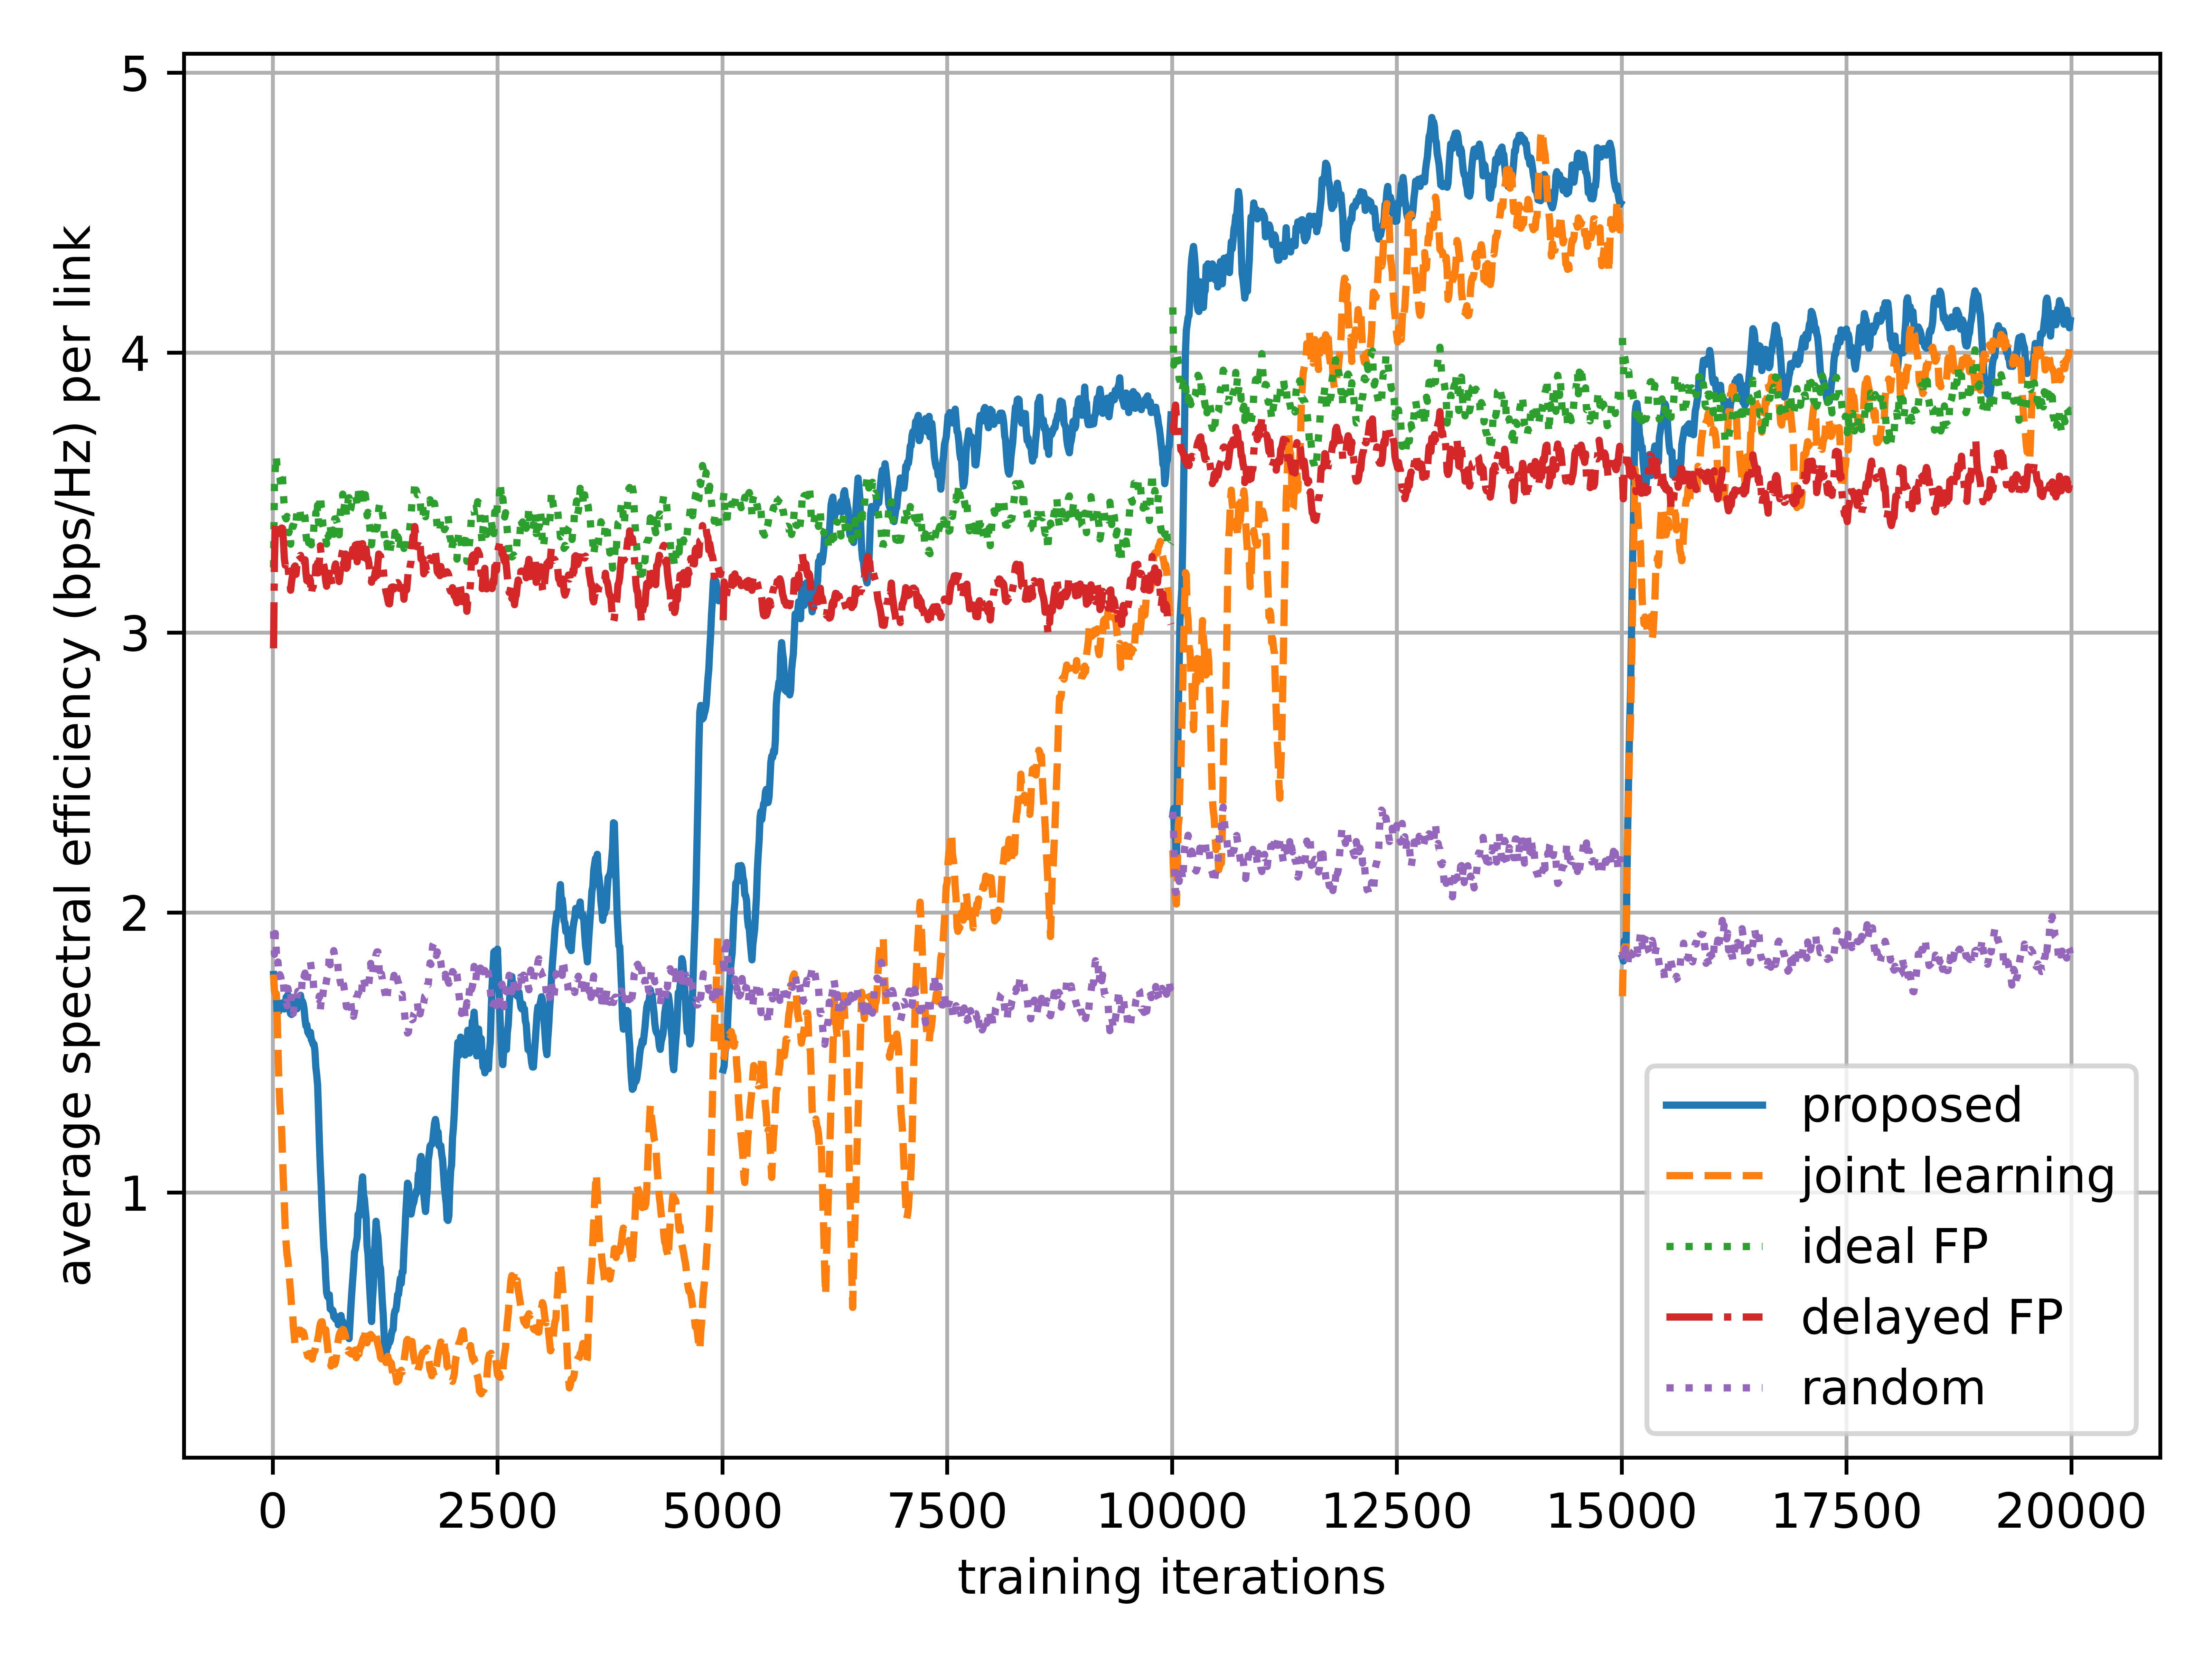 average spectral efficiency (bps/Hz) per link
5
4
3
2
1
0 2500 5000 7500 10000 12500 15000 17500 20000
training iterations
proposed
joint learning
ideal FP
delayed FP
random